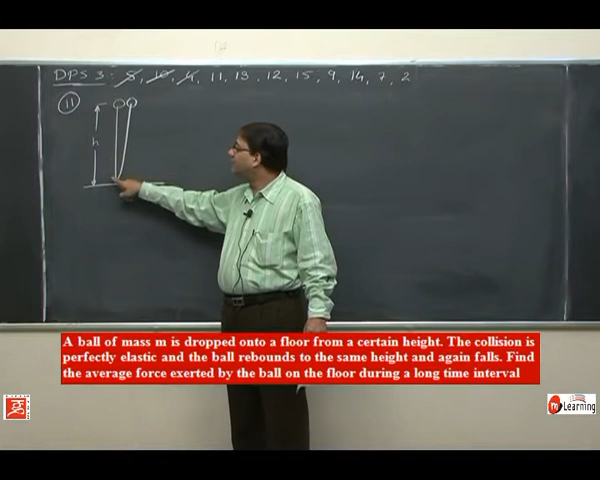 DPS 3 : 8, 10, 4, 11, 13, 12, 15, 9, 14, 7, 2
11
h
A ball of mass m is dropped onto a floor from a certain height. The collision is
perfectly elastic and the ball rebounds to the same height and again falls. Find
the average force exerted by the ball on the floor during a long time interval
m Learning